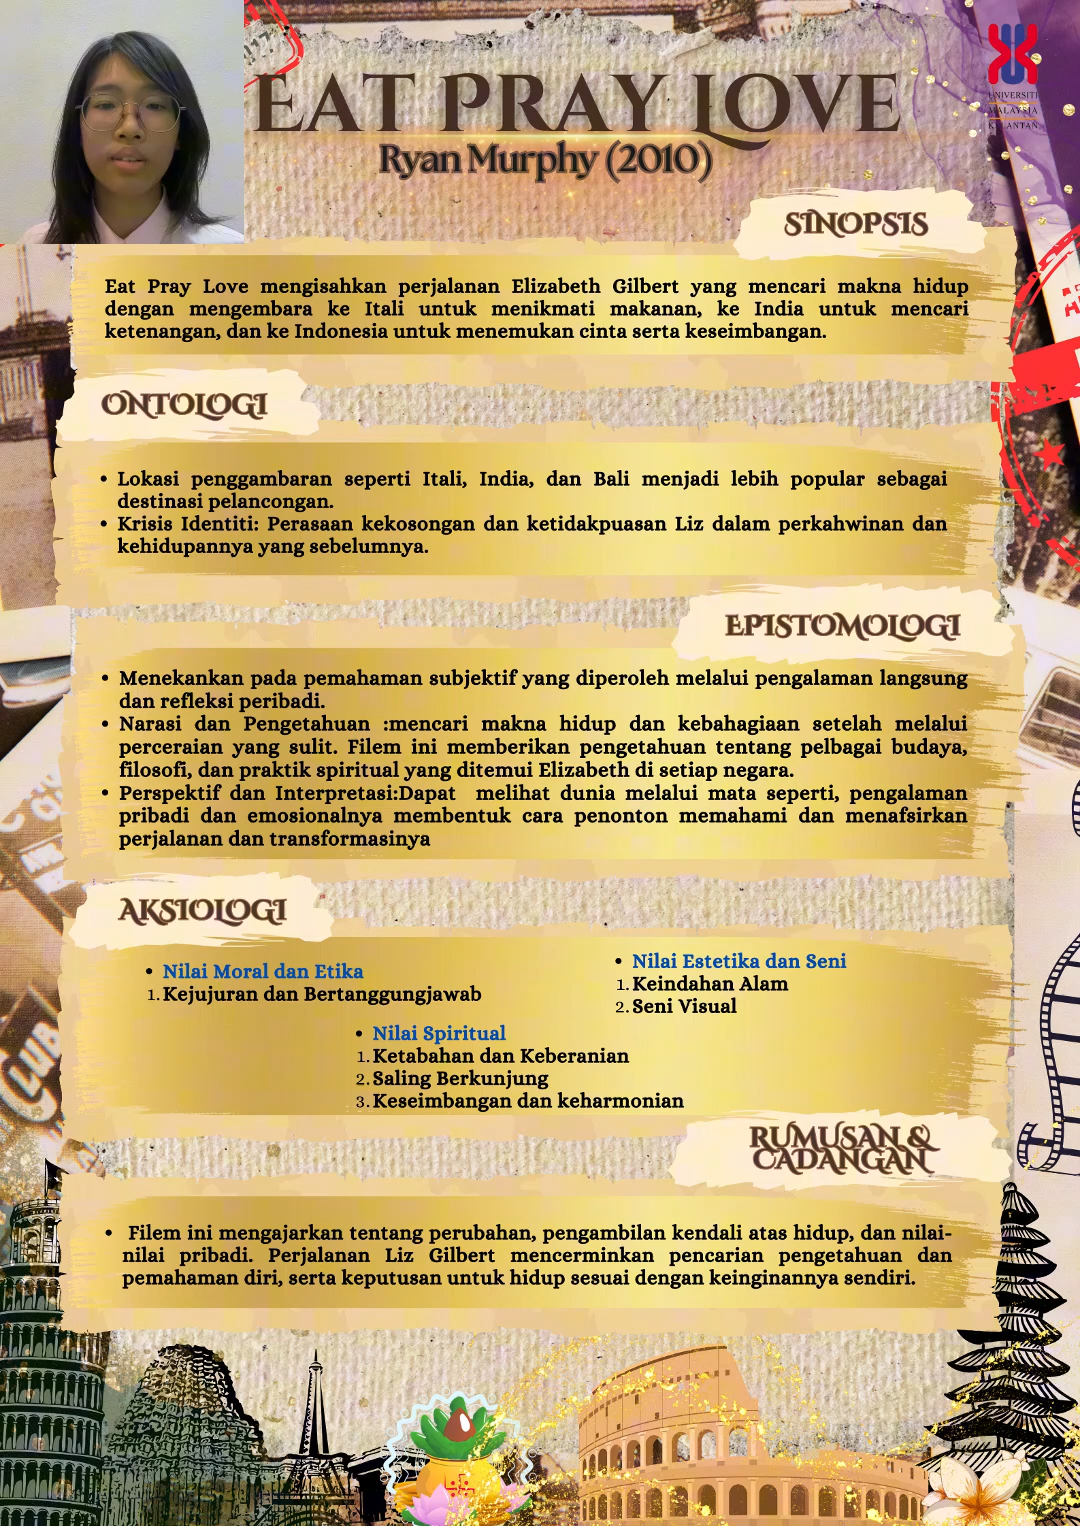 EAT PRAY LOVE
Ryan Murphy (2010)
UNIVERSITI
MALAYSIA
KELANTAN
SINOPSIS
Eat Pray Love mengisahkan perjalanan Elizabeth Gilbert yang mencari makna hidup
dengan mengembara ke Itali untuk menikmati makanan, ke India untuk mencari
ketenangan, dan ke Indonesia untuk menemukan cinta serta keseimbangan.
ONTOLOGI
• Lokasi penggambaran seperti Itali, India, dan Bali menjadi lebih popular sebagai
destinasi pelancongan.
• Krisis Identiti: Perasaan kekosongan dan ketidakpuasan Liz dalam perkahwinan dan
kehidupannya yang sebelumnya.
EPISTOMOLOGI
• Menekankan pada pemahaman subjektif yang diperoleh melalui pengalaman langsung
dan refleksi peribadi.
• Narasi dan Pengetahuan :mencari makna hidup dan kebahagiaan setelah melalui
perceraian yang sulit. Filem ini memberikan pengetahuan tentang pelbagai budaya,
filosofi, dan praktik spiritual yang ditemui Elizabeth di setiap negara.
• Perspektif dan Interpretasi:Dapat melihat dunia melalui mata seperti, pengalaman
pribadi dan emosionalnya membentuk cara penonton memahami dan menafsirkan
perjalanan dan transformasinya
AKSIOLOGI
• Nilai Moral dan Etika
1. Kejujuran dan Bertanggungjawab
• Nilai Estetika dan Seni
1. Keindahan Alam
2. Seni Visual
• Nilai Spiritual
1. Ketabahan dan Keberanian
2. Saling Berkunjung
3. Keseimbangan dan keharmonian
RUMUSAN &
CADANGAN
• Filem ini mengajarkan tentang perubahan, pengambilan kendali atas hidup, dan nilai-
nilai pribadi. Perjalanan Liz Gilbert mencerminkan pencarian pengetahuan dan
pemahaman diri, serta keputusan untuk hidup sesuai dengan keinginannya sendiri.
CLUB